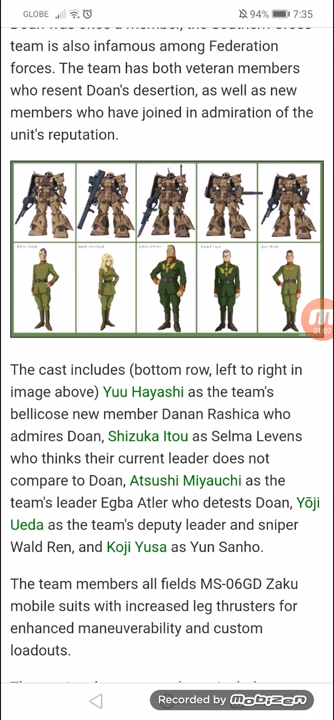 GLOBE
94% 7:35
team is also infamous among Federation
forces. The team has both veteran members
who resent Doan's desertion, as well as new
members who have joined in admiration of the
unit's reputation.
01:02
The cast includes (bottom row, left to right in
image above) Yuu Hayashi as the team's
bellicose new member Danan Rashica who
admires Doan, Shizuka Itou as Selma Levens
who thinks their current leader does not
compare to Doan, Atsushi Miyauchi as the
team's leader Egba Atler who detests Doan, Yōji
Ueda as the team's deputy leader and sniper
Wald Ren, and Koji Yusa as Yun Sanho.
The team members all fields MS-06GD Zaku
mobile suits with increased leg thrusters for
enhanced maneuverability and custom
loadouts.
Recorded by Mobizen